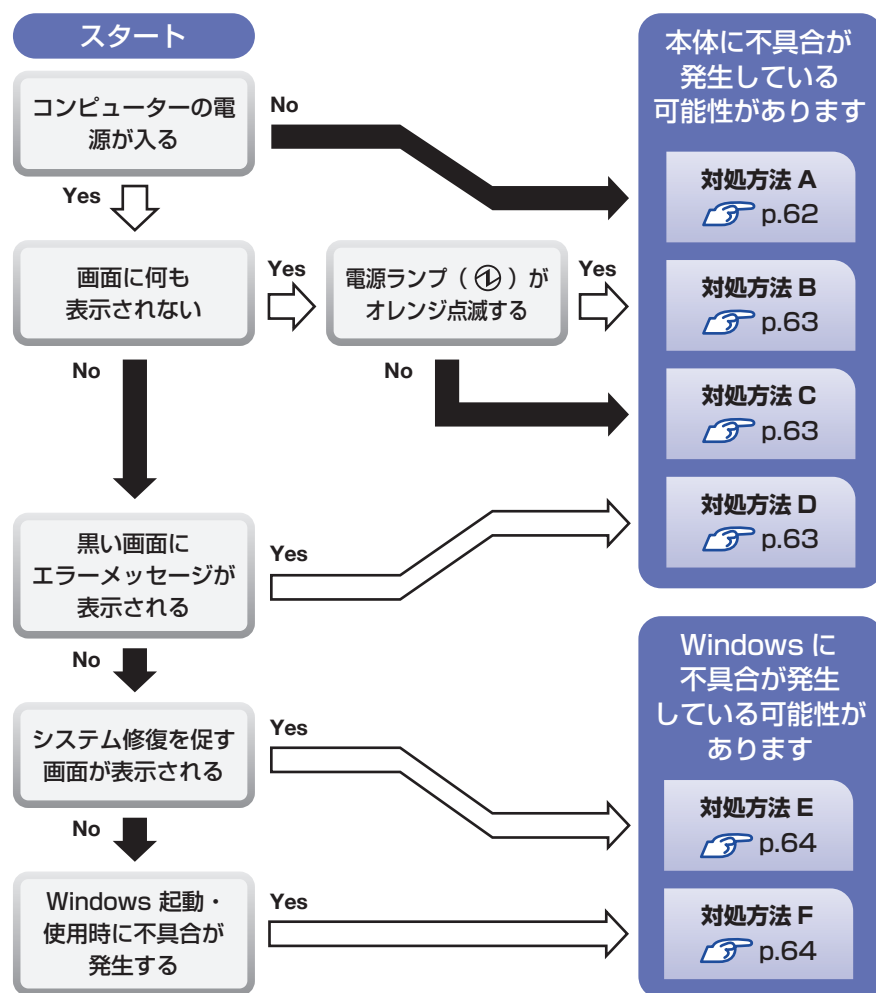 スタート
コンピューターの電
源が入る
No
Yes
画面に何も
表示されない
Yes
電源ランプ（ ）が
オレンジ点滅する
Yes
No
No
黒い画面に
エラーメッセージが
表示される
Yes
No
システム修復を促す
画面が表示される
Yes
No
Windows 起動・
使用時に不具合が
発生する
Yes
本体に不具合が
発生している
可能性があります
対処方法 A
p.62
対処方法 B
p.63
対処方法 C
p.63
対処方法 D
p.63
Windows に
不具合が発生
している可能性が
あります
対処方法 E
p.64
対処方法 F
p.64